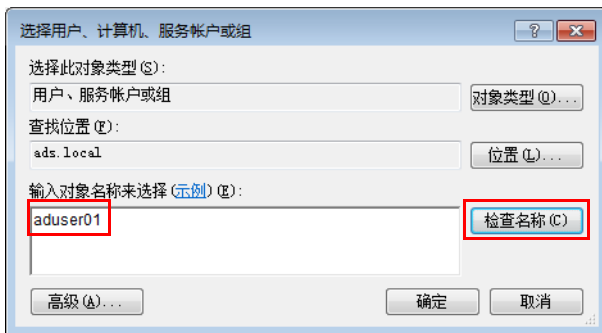 选择用户、计算机、服务帐户或组
选择此对象类型(S):
用户、服务帐户或组
对象类型(O)...
查找位置(F):
ads.local
位置(L)...
输入对象名称来选择(示例)(E):
aduser01
检查名称(C)
高级(A)...
确定
取消